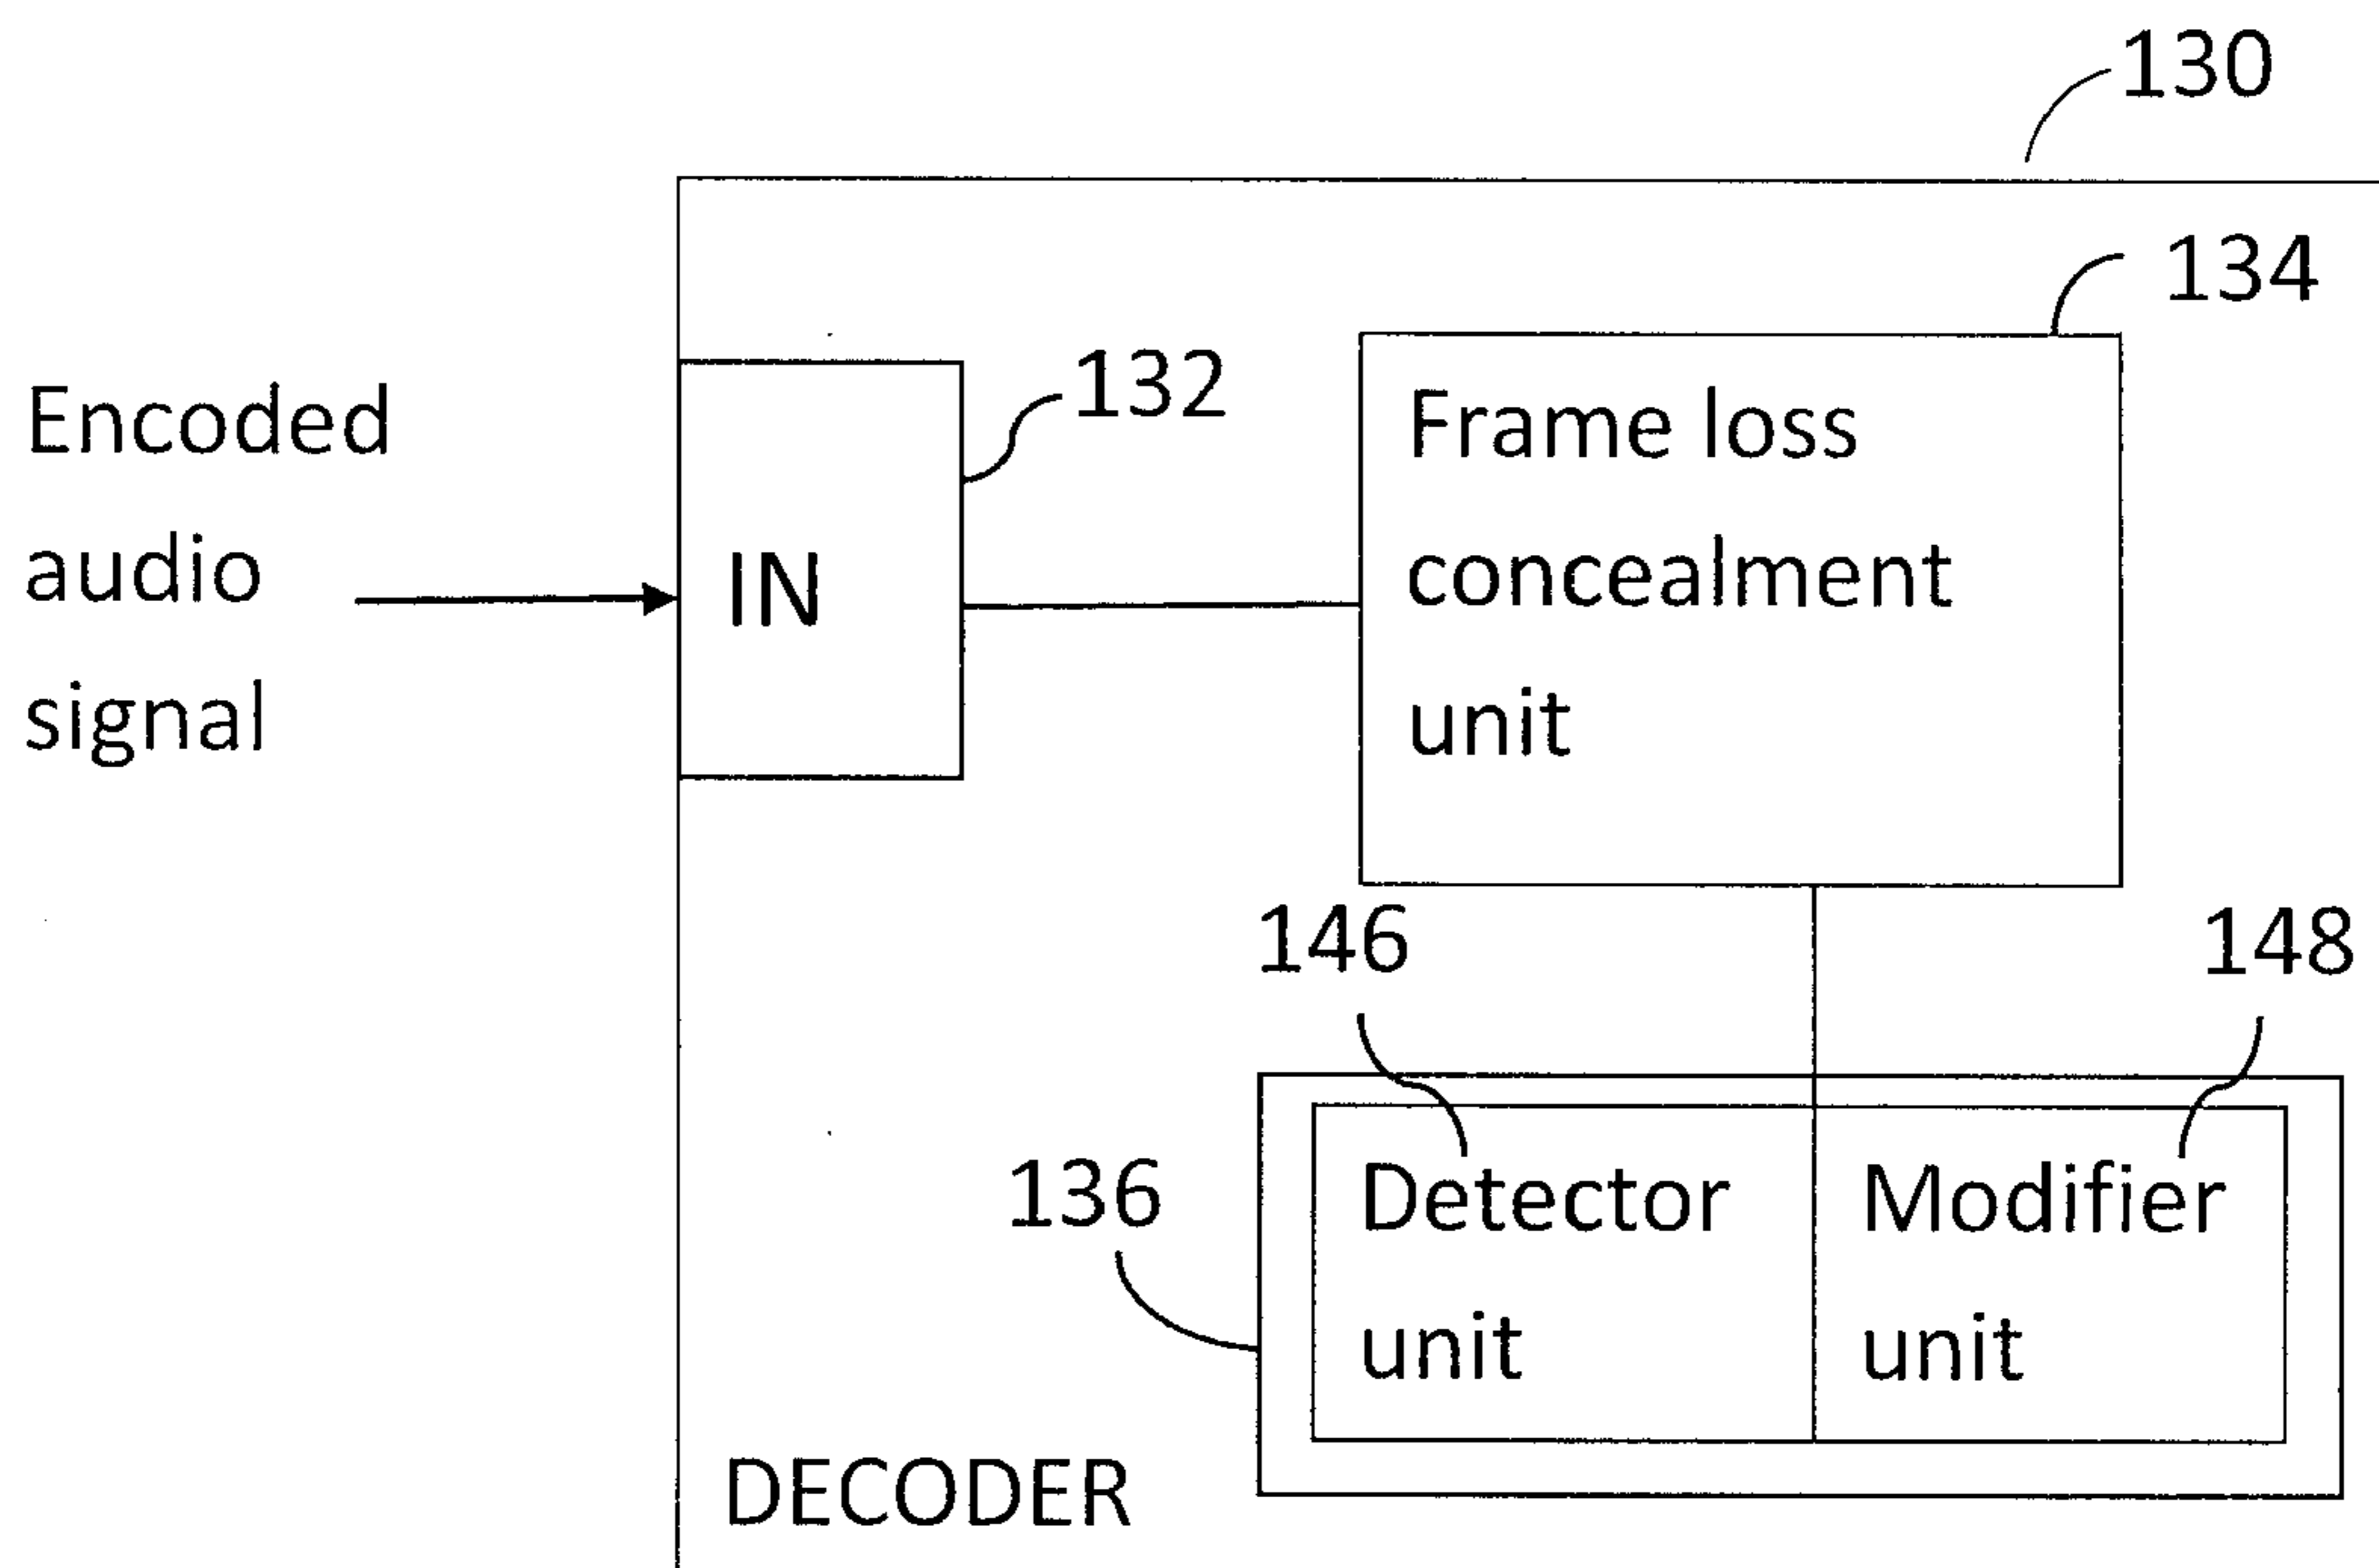 130
134
132
Encoded
audio
signal
IN
Frame loss
concealment
unit
146
148
136
Detector
unit
Modifier
unit
DECODER